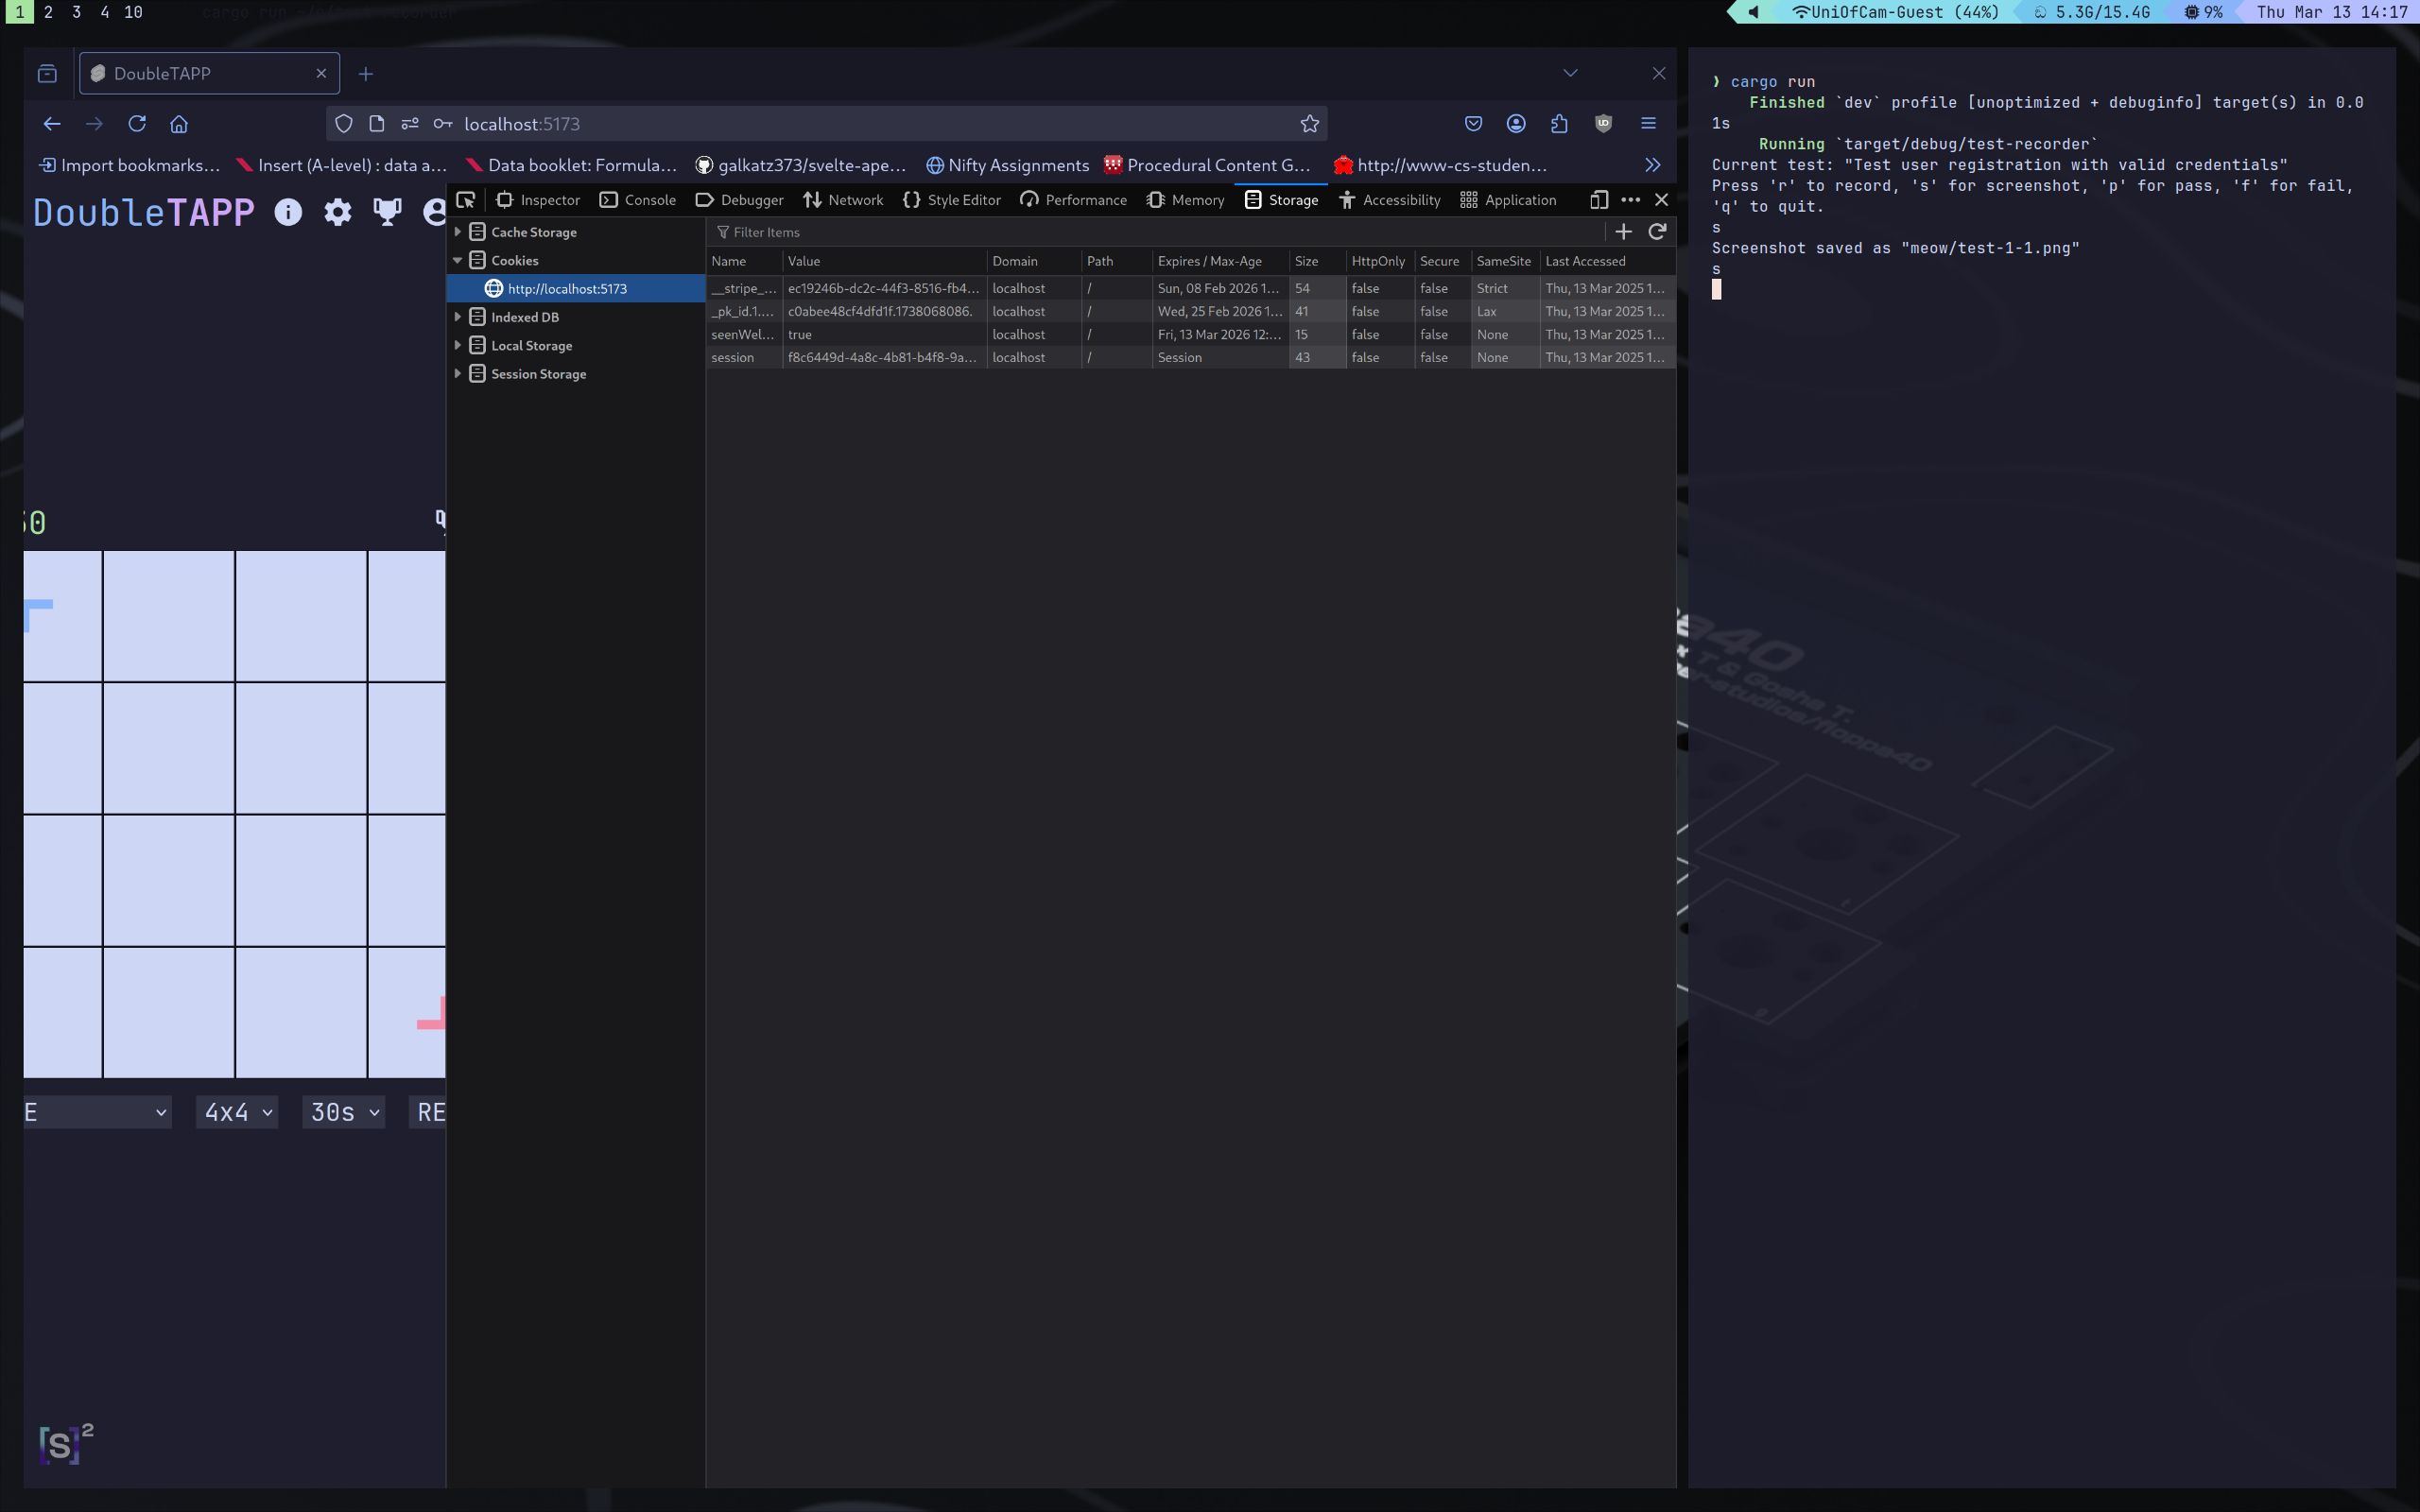 1 2 3 4 10 cargo run
UniOfCam-Guest (44%) 5.3G/15.4G 9% Thu Mar 13 14:17
DoubleTAPP
localhost:5173
Import bookmarks... Insert (A-level) : data a... Data booklet: Formula... galkatz373/svelte-ape... Nifty Assignments Procedural Content G... http://www-cs-studen...
DoubleTAPP
Inspector Console Debugger Network Style Editor Performance Memory Storage Accessibility Application
Cache Storage
Cookies
http://localhost:5173
Indexed DB
Local Storage
Session Storage
Filter Items
Name Value Domain Path Expires / Max-Age Size HttpOnly Secure SameSite Last Accessed
__stripe_... ec19246b-dc2c-44f3-8516-fb4... localhost / Sun, 08 Feb 2026 1... 54 false false Strict Thu, 13 Mar 2025 1...
_pk_id.1.... c0abee48cf4dfd1f.1738068086. localhost / Wed, 25 Feb 2026 1... 41 false false Lax Thu, 13 Mar 2025 1...
seenWel... true localhost / Fri, 13 Mar 2026 12:... 15 false false None Thu, 13 Mar 2025 1...
session f8c6449d-4a8c-4b81-b4f8-9a... localhost / Session 43 false false None Thu, 13 Mar 2025 1...
0
E 4x4 30s RE
[S]²
❯ cargo run
Finished `dev` profile [unoptimized + debuginfo] target(s) in 0.0
1s
Running `target/debug/test-recorder`
Current test: "Test user registration with valid credentials"
Press 'r' to record, 's' for screenshot, 'p' for pass, 'f' for fail,
'q' to quit.
s
Screenshot saved as "meow/test-1-1.png"
s
a40
T & Gosha T.
er-studios/floppa40